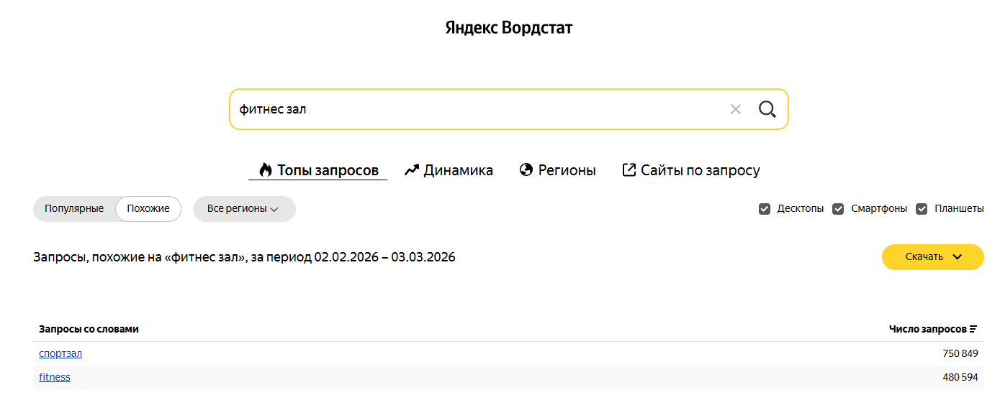 Яндекс Вордстат
фитнес зал
Топы запросов Динамика Регионы Сайты по запросу
Популярные Похожие Все регионы Десктопы Смартфоны Планшеты
Запросы, похожие на «фитнес зал», за период 02.02.2026 – 03.03.2026 Скачать
Запросы со словами Число запросов
спортзал 750 849
fitness 480 594